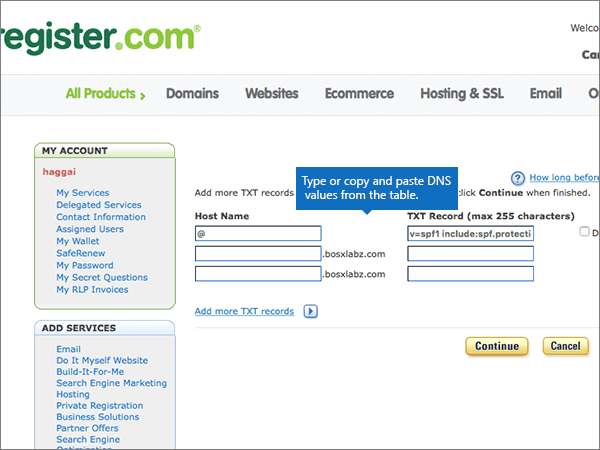 register.com®
Welco
Ca
All Products › Domains Websites Ecommerce Hosting & SSL Email O
MY ACCOUNT
haggai
My Services
Delegated Services
Contact Information
Assigned Users
My Wallet
SafeRenew
My Password
My Secret Questions
My RLP Invoices
ADD SERVICES
Email
Do It Myself Website
Build-It-For-Me
Search Engine Marketing
Hosting
Private Registration
Business Solutions
Partner Offers
Search Engine
Optimization
Type or copy and paste DNS
values from the table.
? How long before
Add more TXT records
click Continue when finished.
Host Name TXT Record (max 255 characters)
@ v=spf1 include:spf.protecti D
.bosxlabz.com
.bosxlabz.com
Add more TXT records
Continue Cancel